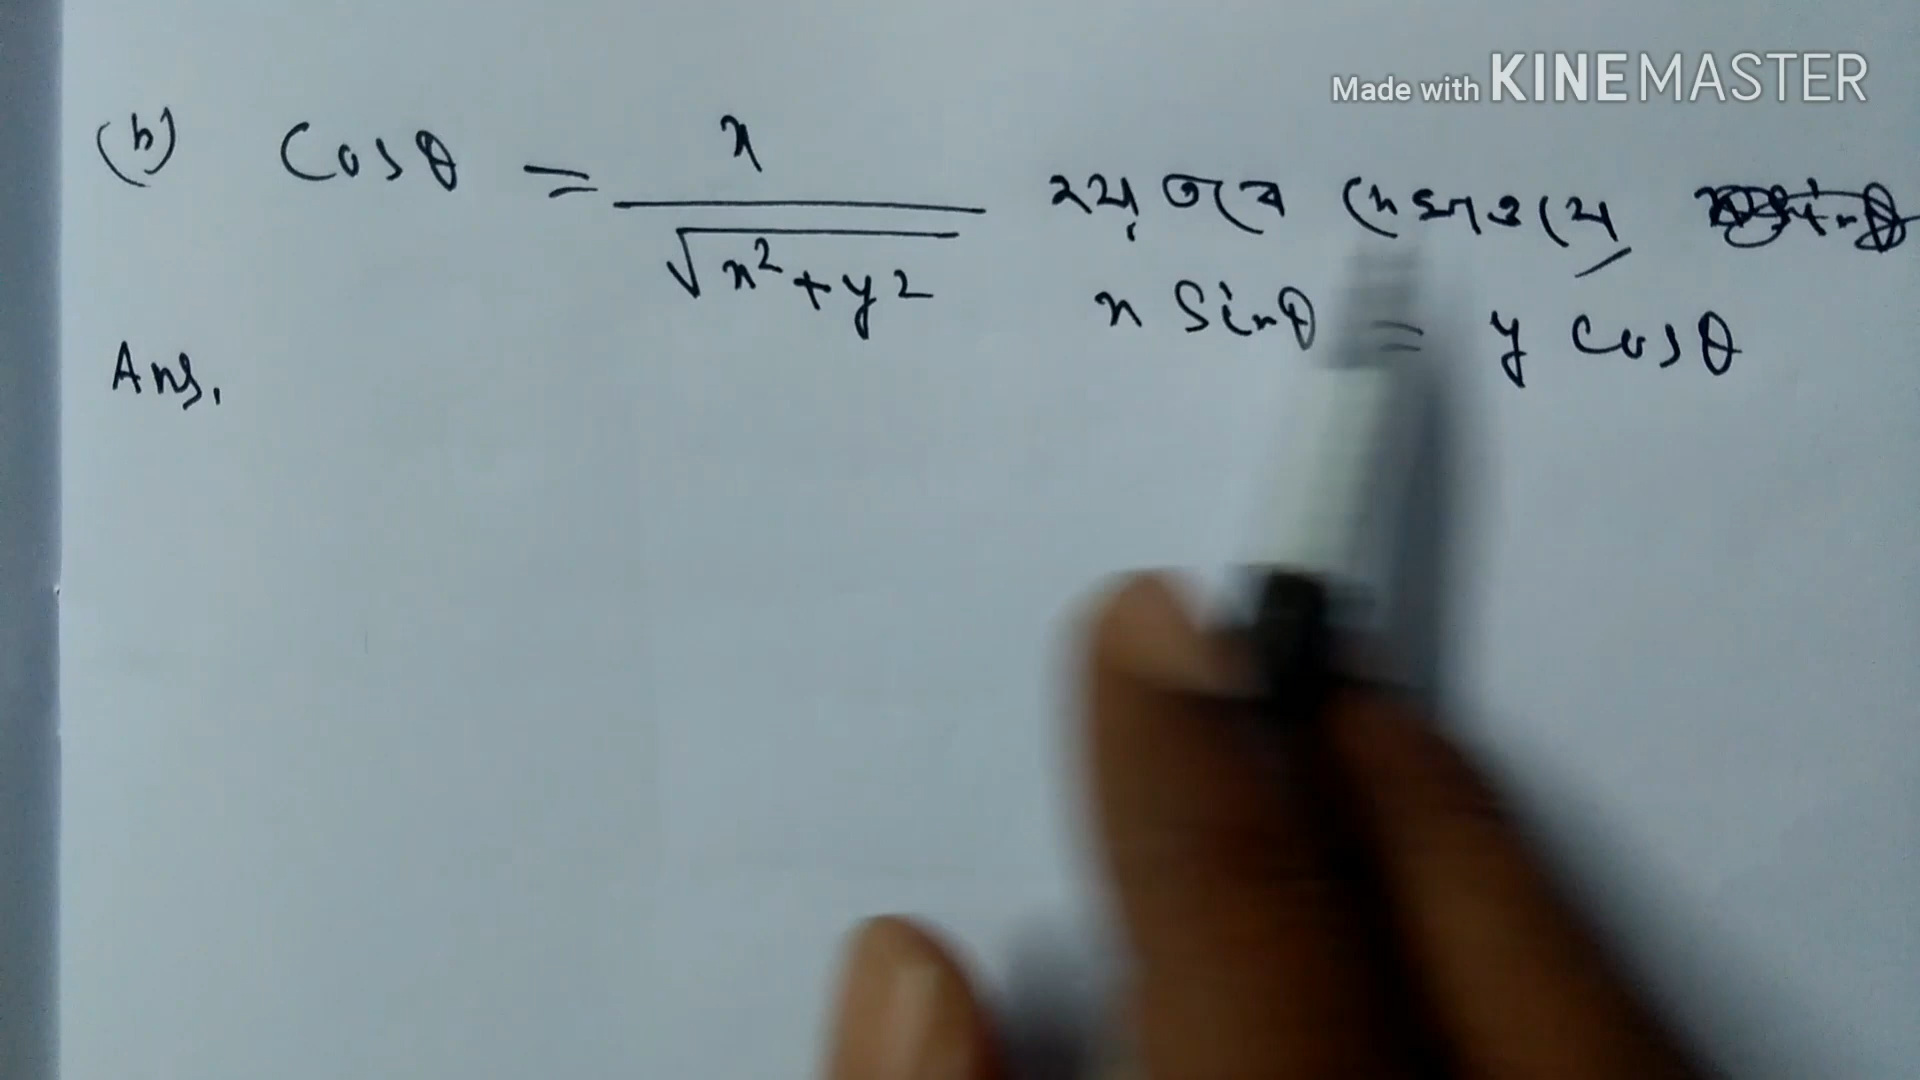 Made with KINEMASTER
(b) Cosθ = x / √x²+y² হয়, তবে দেখাও যে
x Sinθ = y Cosθ
Ans.